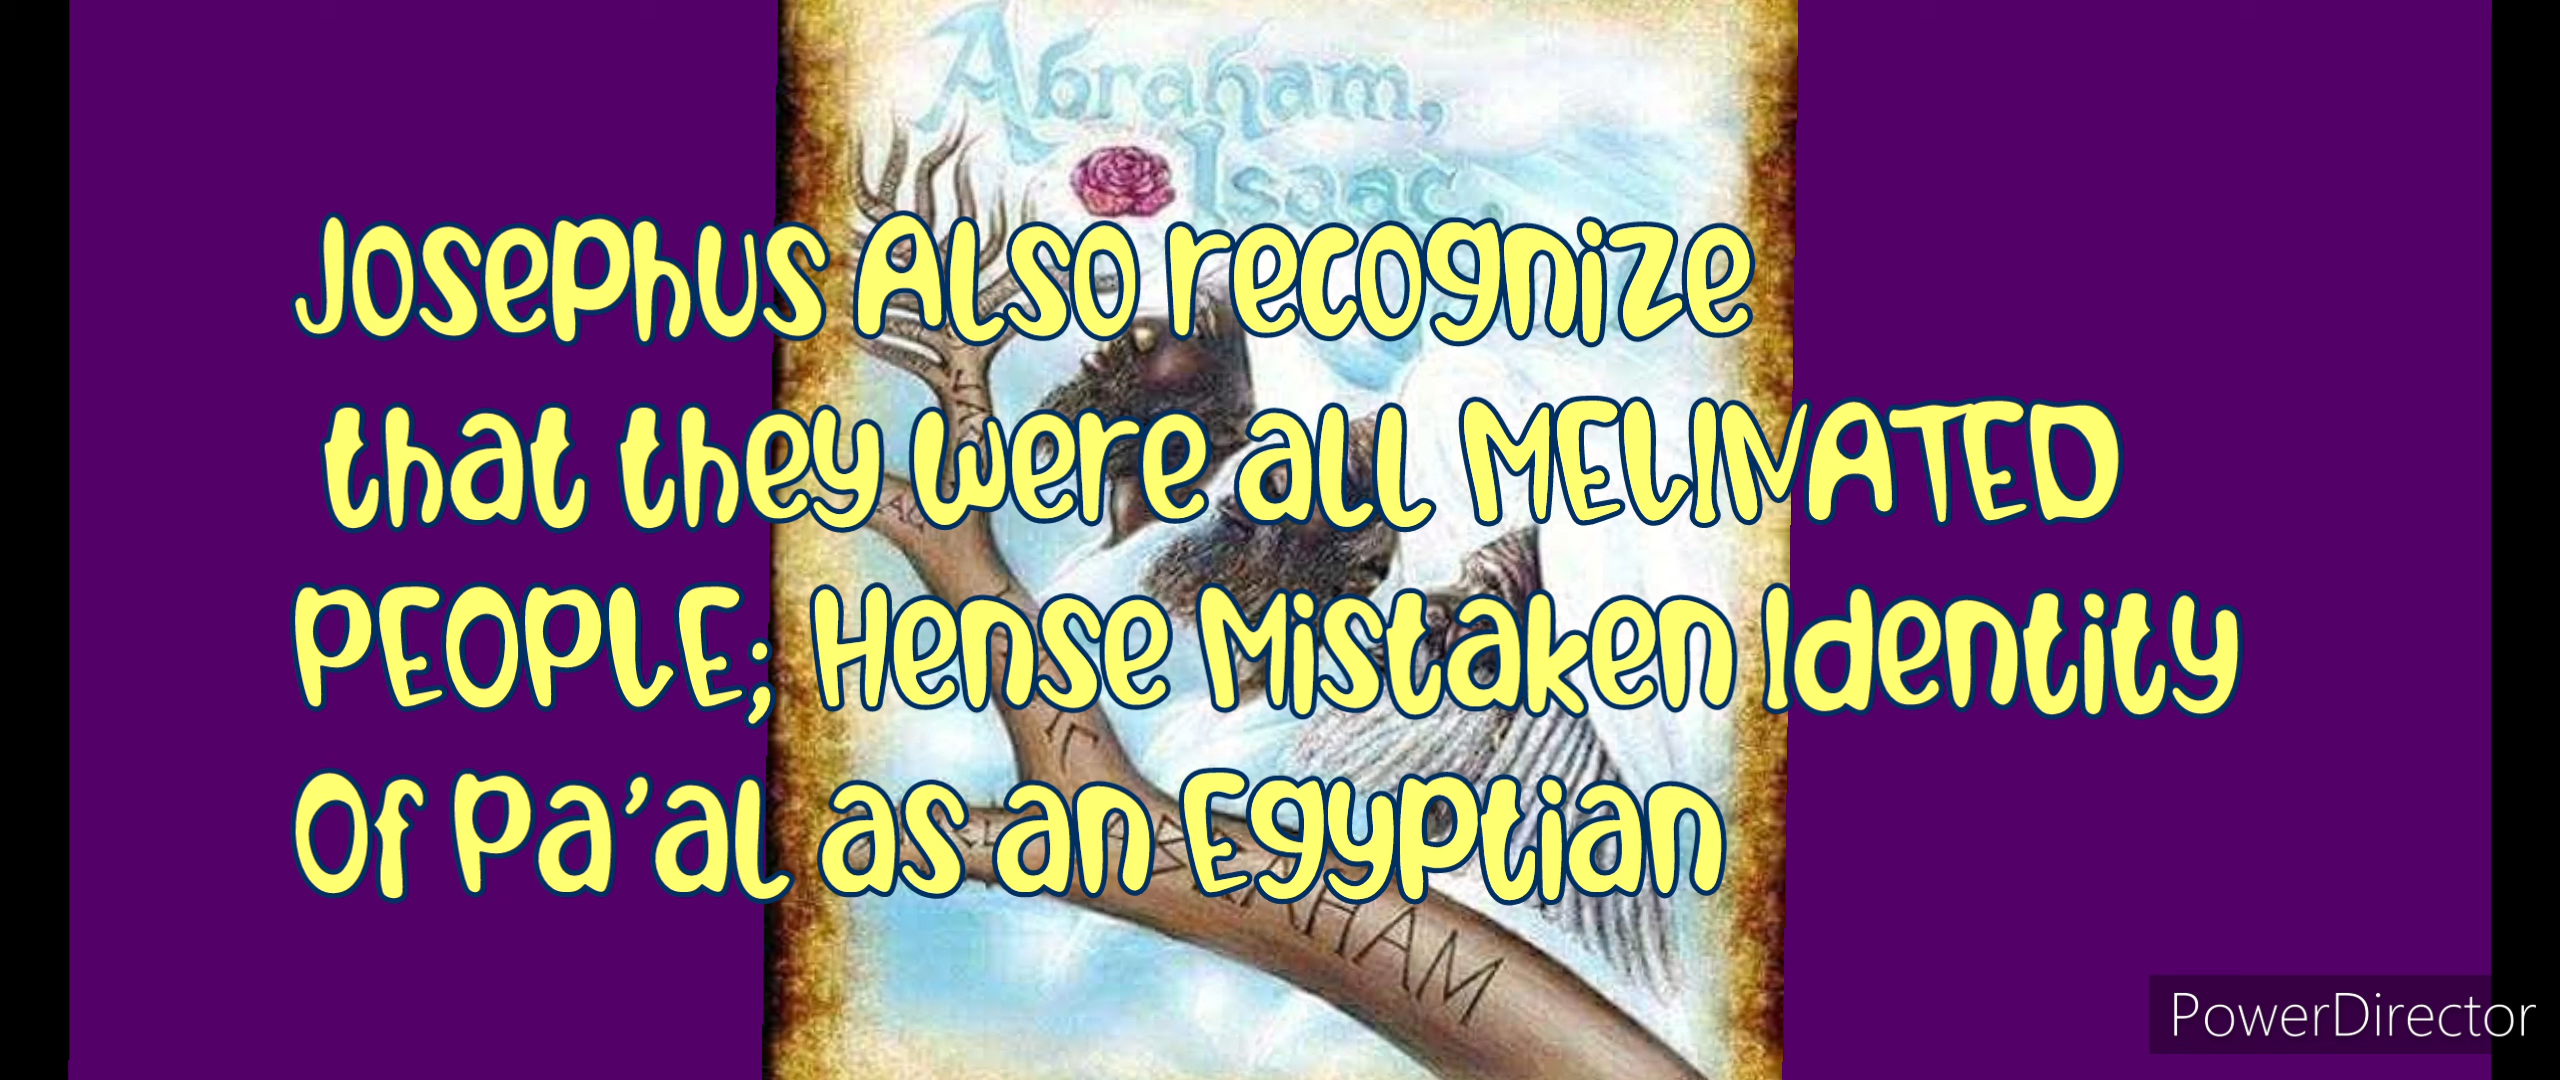 Abraham,
Isaac,
Josephus Also recognize
that they were all MELINATED
PEOPLE; Hense Mistaken Identity
Of Pa'al as an Egyptian
ABRAHAM
PowerDirector